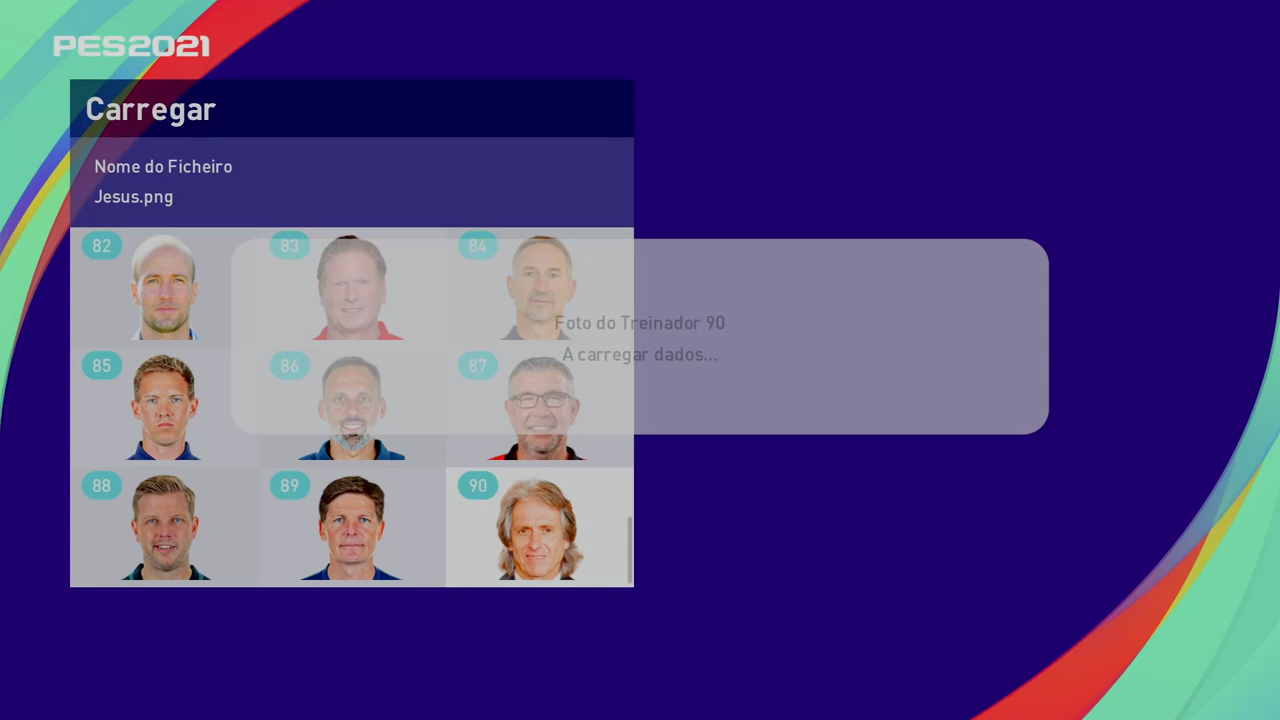 PES2021
Carregar
Nome do Ficheiro
Jesus.png
82
83
84
Foto do Treinador 90
A carregar dados...
85
86
87
88
89
90